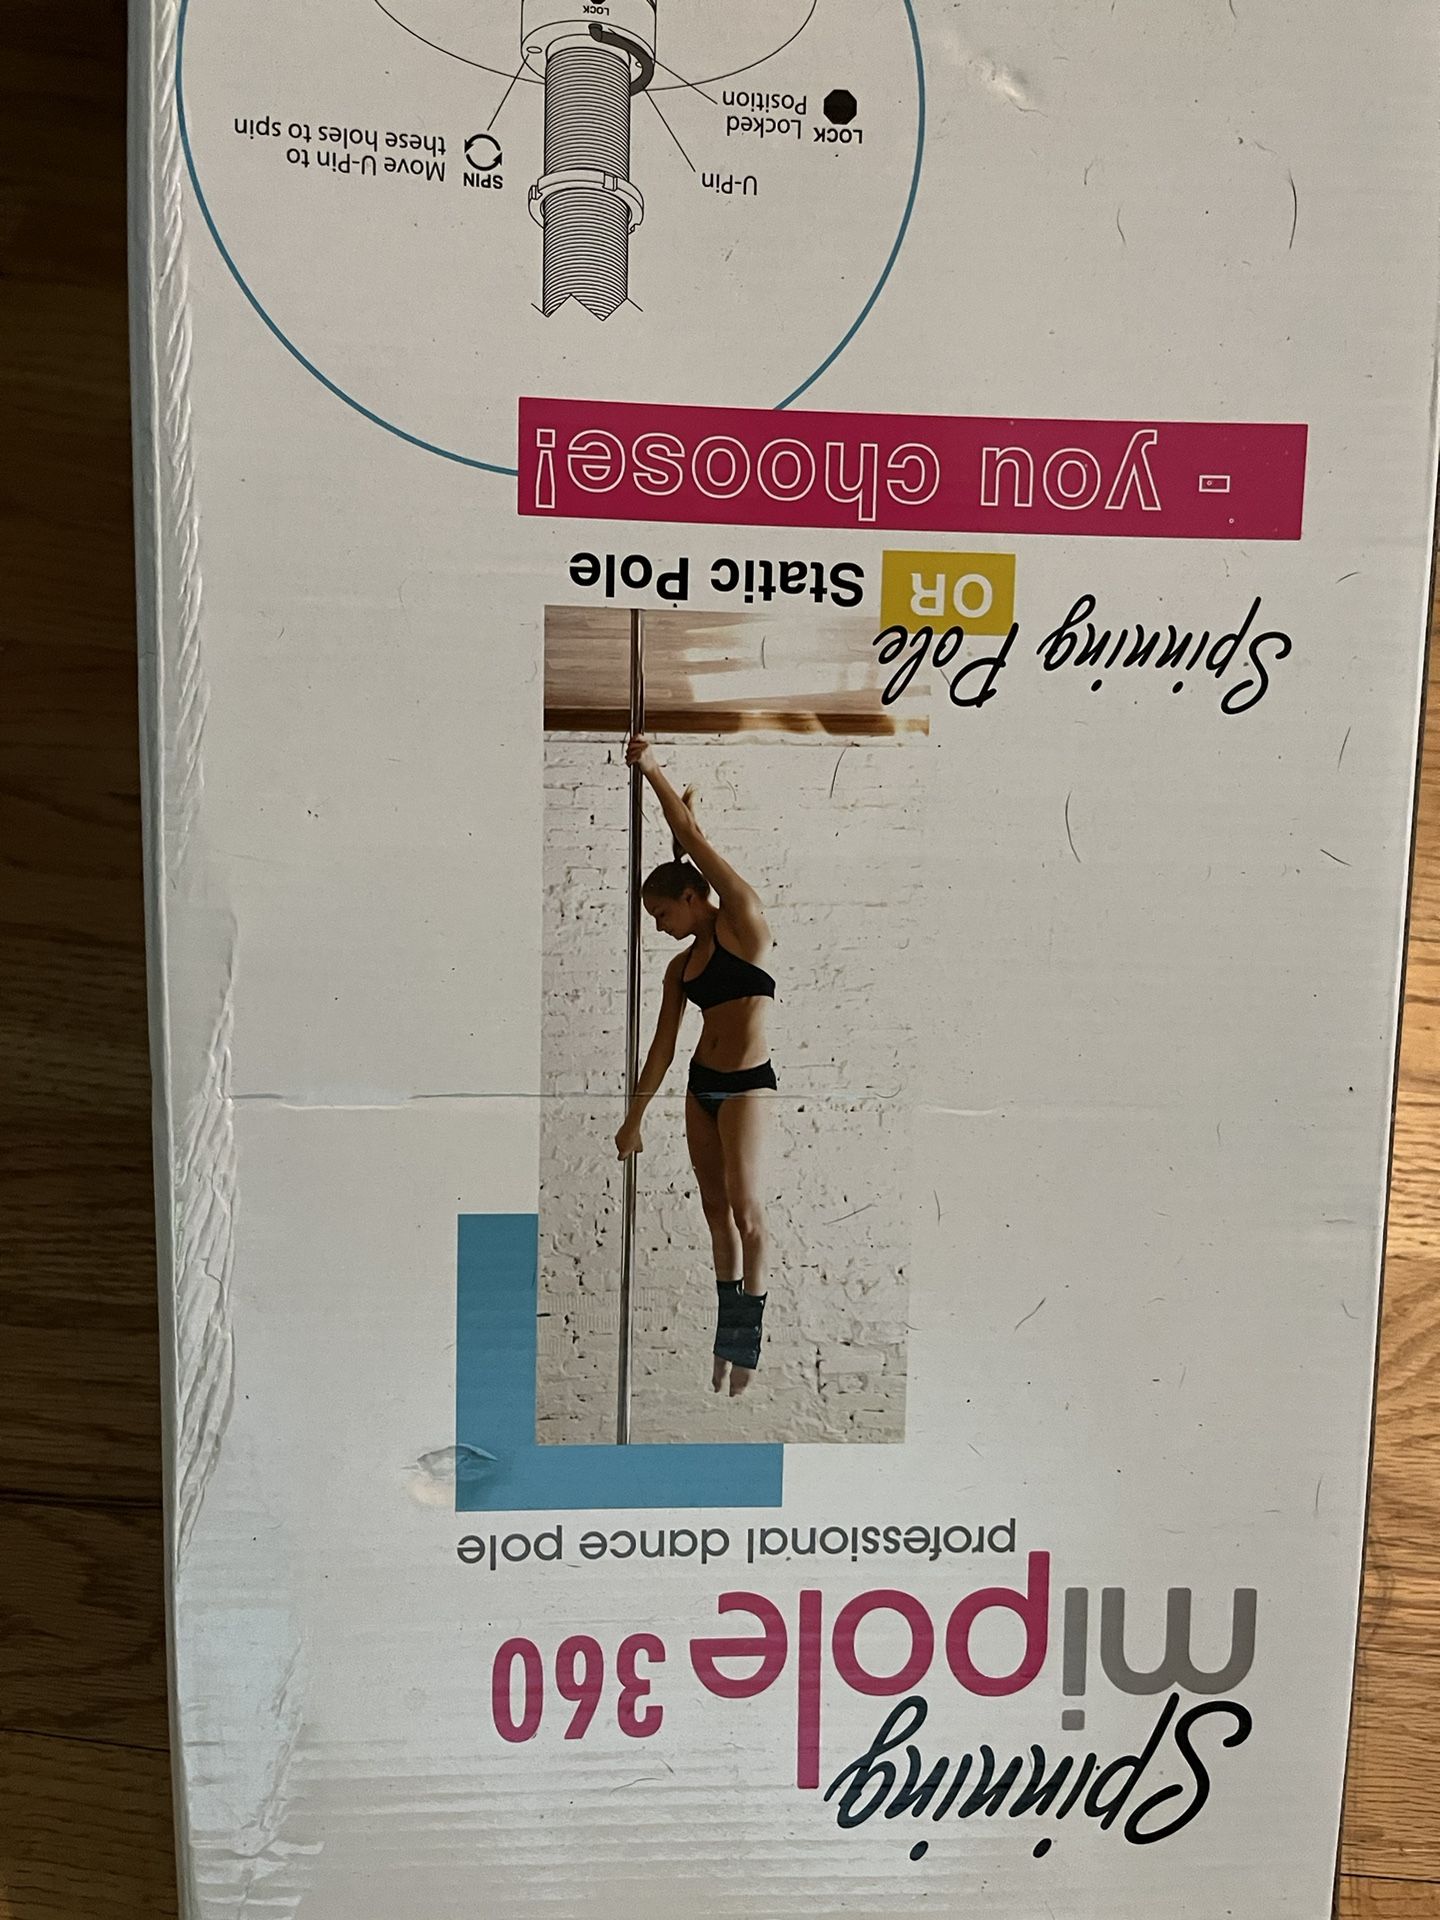 Spinning
mipole 360
professional dance pole
Spinning Pole OR Static Pole
- you choose!
U-Pin
SPIN Move U-Pin to
these holes to spin
LOCK Locked
Position
LOCK